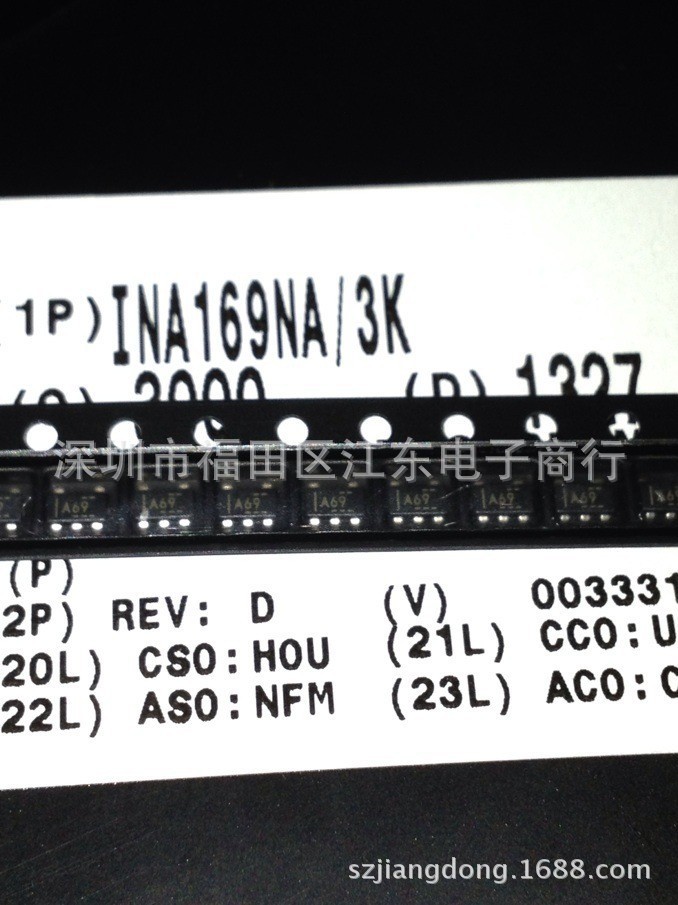 1P) INA169NA/3K
(Q) 3000 (D) 1327
深圳市福田区江东电子商行
A69 A69 A69 A69 A69 A69 A69
(P)
2P) REV: D (V) 003331
20L) CSO: HOU (21L) CCO: U
22L) ASO: NFM (23L) ACO: C
szjiangdong.1688.com